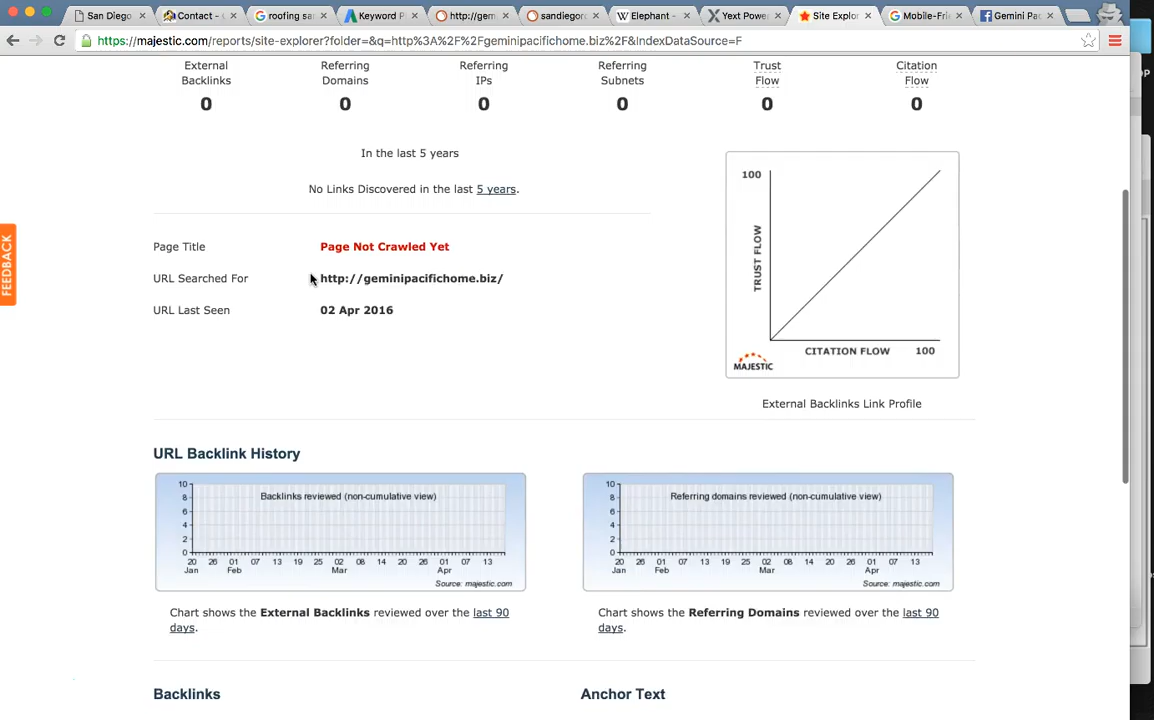 San Diego
Contact -
roofing sar
Keyword P
http://gem
sandiegoro
Elephant -
Yext Power
Site Explor
Mobile-Frie
Gemini Pac
https://majestic.com/reports/site-explorer?folder=&q=http%3A%2F%2Fgeminipacifichome.biz%2F&IndexDataSource=F
External Backlinks
Referring Domains
Referring IPs
Referring Subnets
Trust Flow
Citation Flow
0
0
0
0
0
0
In the last 5 years
No Links Discovered in the last 5 years.
Page Title Page Not Crawled Yet
URL Searched For http://geminipacifichome.biz/
URL Last Seen 02 Apr 2016
100
TRUST FLOW
CITATION FLOW 100
MAJESTIC
External Backlinks Link Profile
FEEDBACK
URL Backlink History
Backlinks reviewed (non-cumulative view)
10
8
6
4
2
0
20 26 01 07 13 19 25 02 08 14 20 26 01 07 13
Jan Feb Mar Apr
Source: majestic.com
Chart shows the External Backlinks reviewed over the last 90
days.
Referring domains reviewed (non-cumulative view)
10
8
6
4
2
0
20 26 01 07 13 19 25 02 08 14 20 26 01 07 13
Jan Feb Mar Apr
Source: majestic.com
Chart shows the Referring Domains reviewed over the last 90
days.
Backlinks
Anchor Text